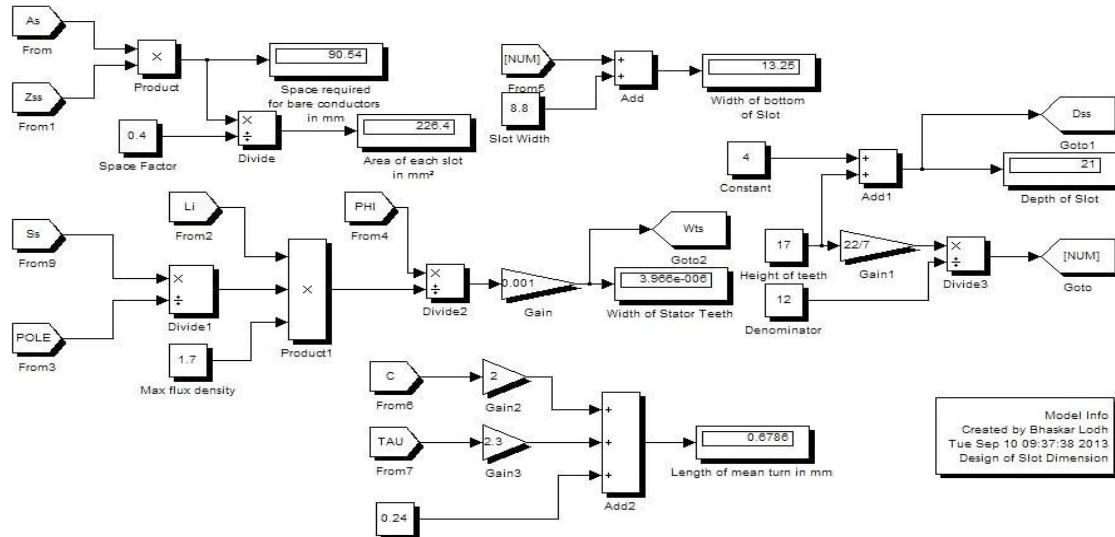 As
From
Zss
From1
×
Product
90.54
Space required
for bare conductors
in mm
0.4
Space Factor
×
÷
Divide
226.4
Area of each slot
in mm²
[NUM]
From5
8.8
Slot Width
+
+
Add
13.25
Width of bottom
of Slot
4
Constant
+
+
Add1
Dss
Goto1
21
Depth of Slot
Ss
From9
POLE
From3
×
÷
Divide1
Li
From2
1.7
Max flux density
×
Product1
PHI
From4
×
÷
Divide2
0.001
Gain
Wts
Goto2
3.966e-006
Width of Stator Teeth
17
Height of teeth
22/7
Gain1
12
Denominator
×
÷
Divide3
[NUM]
Goto
C
From6
2
Gain2
TAU
From7
2.3
Gain3
0.24
+
+
+
Add2
0.6786
Length of mean turn in mm
Model Info
Created by Bhaskar Lodh
Tue Sep 10 09:37:38 2013
Design of Slot Dimension